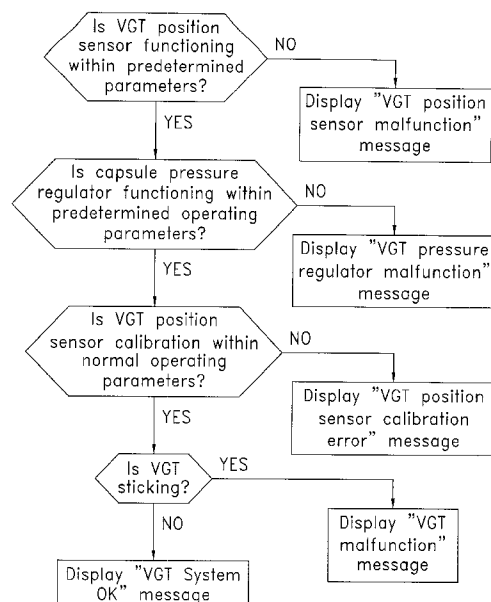 Is VGT position
sensor functioning
within predetermined
parameters?
NO
Display "VGT position
sensor malfunction"
message
YES
Is capsule pressure
regulator functioning within
predetermined operating
parameters?
NO
Display "VGT pressure
regulator malfunction"
message
YES
Is VGT position
sensor calibration within
normal operating
parameters?
NO
Display "VGT position
sensor calibration
error" message
YES
Is VGT
sticking?
YES
Display "VGT
malfunction"
message
NO
Display "VGT System
OK" message